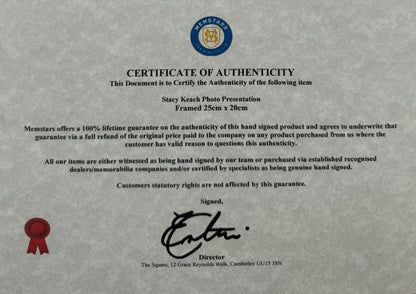 MEMSTARS
CERTIFICATE OF AUTHENTICITY
This Document is to Certify the Authenticity of the following item
Stacy Keach Photo Presentation
Framed 25cm x 20cm
Memstars offers a 100% lifetime guarantee on the authenticity of this hand signed product and agrees to underwrite that
guarantee via a full refund of the original price paid to the company on any product purchased from us where the
customer has valid reason to questions this authenticity.
All our items are either witnessed as being hand signed by our team or purchased via established recognised
dealers/memorabilia companies and/or certified by specialists as being genuine hand signed.
Customers statutory rights are not affected by this guarantee.
Signed,
Director
The Square, 12 Grace Reynolds Walk, Camberley GU15 3SN